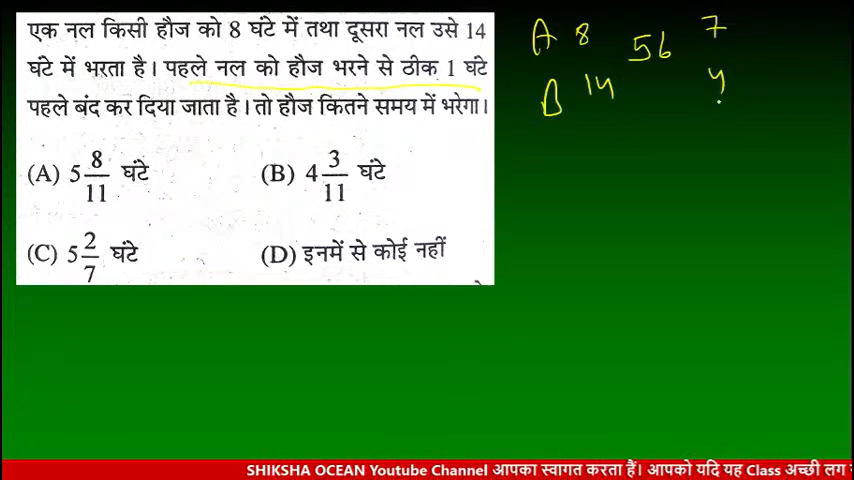 एक नल किसी हौज को 8 घंटे में तथा दूसरा नल उसे 14
घंटे में भरता है। पहले नल को हौज भरने से ठीक 1 घंटे
पहले बंद कर दिया जाता है। तो हौज कितने समय में भरेगा।
(A) 5 8/11 घंटे (B) 4 3/11 घंटे
(C) 5 2/7 घंटे (D) इनमें से कोई नहीं
A 8 56 7
B 14 4
SHIKSHA OCEAN Youtube Channel आपका स्वागत करता हैं। आपको यदि यह Class अच्छी लग